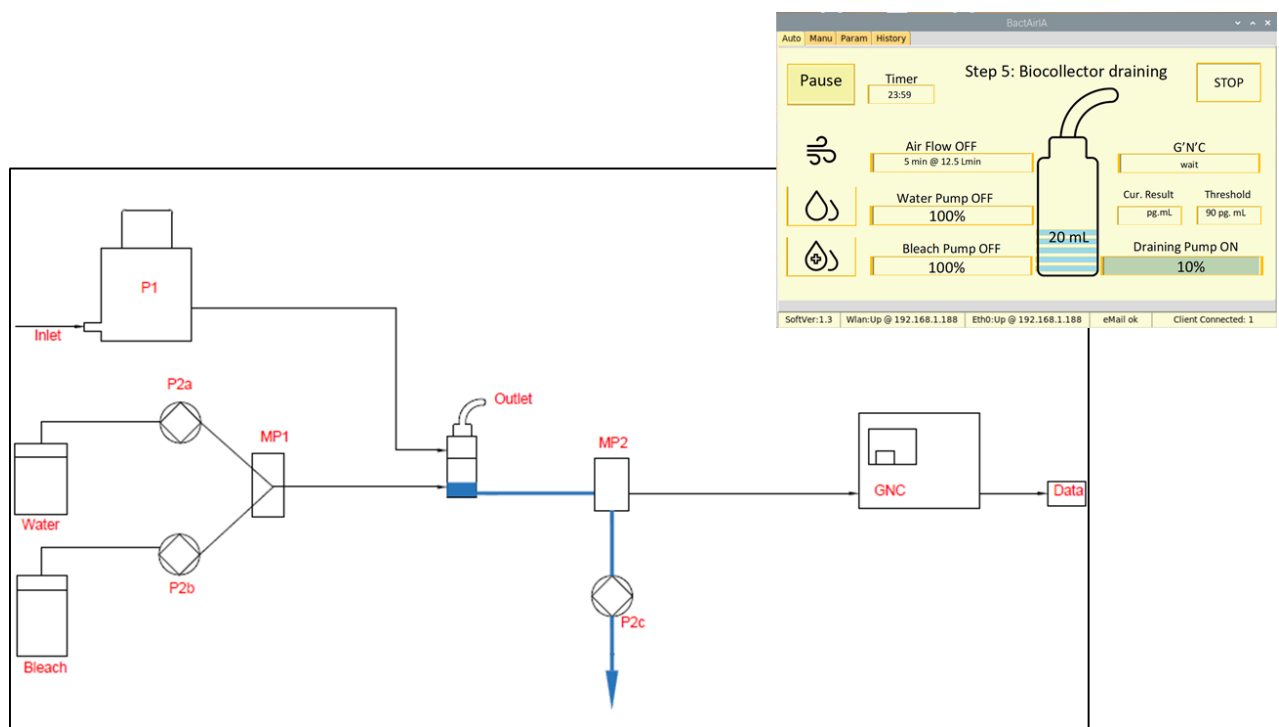 BactAirIA
Auto Manu Param History
Pause
Timer
23:59
Step 5: Biocollector draining
STOP
Air Flow OFF
5 min @ 12.5 Lmin
G'N'C
wait
Water Pump OFF
100%
Cur. Result
pg.mL
Threshold
90 pg. mL
Bleach Pump OFF
100%
20 mL
Draining Pump ON
10%
SoftVer:1.3 Wlan:Up @ 192.168.1.188 Eth0:Up @ 192.168.1.188 eMail ok Client Connected: 1
P1
Inlet
P2a
Outlet
MP1
MP2
GNC
Data
Water
P2b
P2c
Bleach